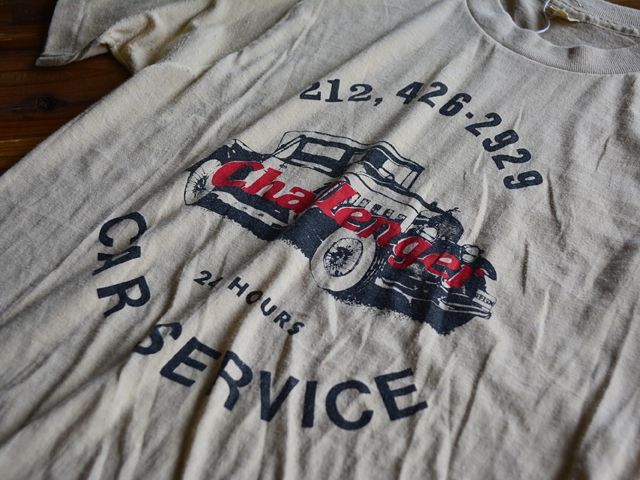 212, 426-2929
Challenger
24 HOURS
CAR SERVICE